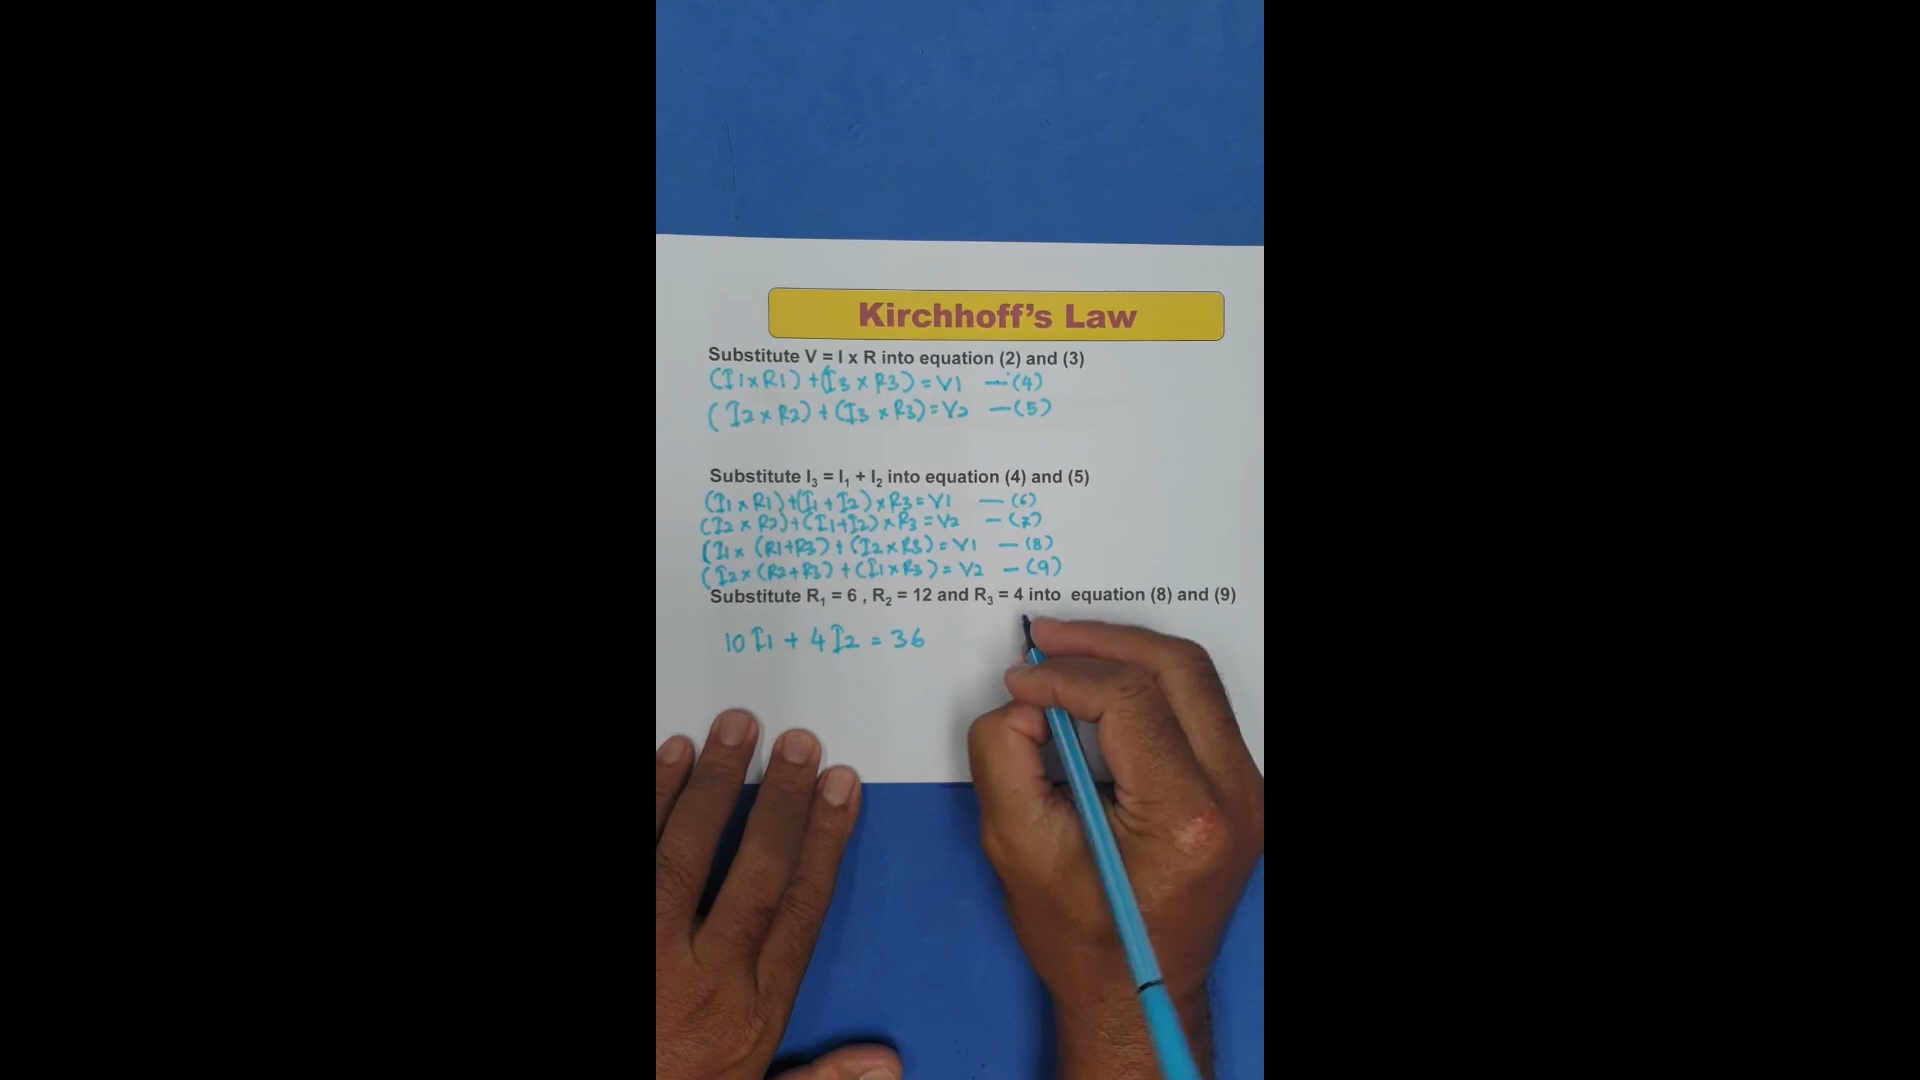 Kirchhoff's Law
Substitute V = I x R into equation (2) and (3)
(I1×R1) + (I3 × R3) = V1 — (4)
(I2 × R2) + (I3 × R3) = V2 — (5)
Substitute I₃ = I₁ + I₂ into equation (4) and (5)
(I1 × R1) + (I1 + I2) × R3 = V1 — (6)
(I2 × R2) + (I1+I2) × R3 = V2 — (7)
(I1 × (R1+R3) + (I2×R3) = V1 — (8)
(I2 × (R2+R3) + (I1×R3) = V2 — (9)
Substitute R₁ = 6 , R₂ = 12 and R₃ = 4 into equation (8) and (9)
10 I1 + 4 I2 = 36